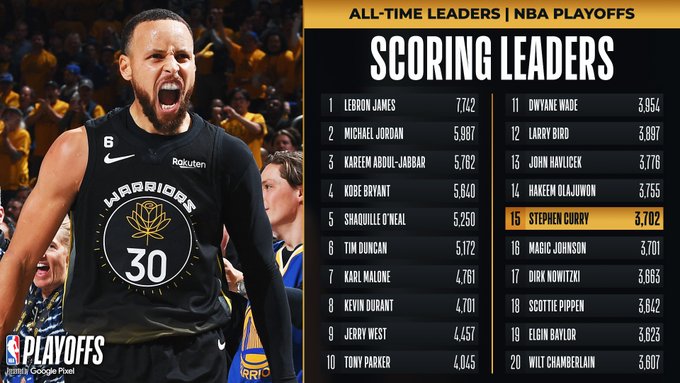 ALL-TIME LEADERS | NBA PLAYOFFS
SCORING LEADERS
1 LEBRON JAMES 7,742
2 MICHAEL JORDAN 5,987
3 KAREEM ABDUL-JABBAR 5,762
4 KOBE BRYANT 5,640
5 SHAQUILLE O'NEAL 5,250
6 TIM DUNCAN 5,172
7 KARL MALONE 4,761
8 KEVIN DURANT 4,701
9 JERRY WEST 4,457
10 TONY PARKER 4,045
11 DWYANE WADE 3,954
12 LARRY BIRD 3,897
13 JOHN HAVLICEK 3,776
14 HAKEEM OLAJUWON 3,755
15 STEPHEN CURRY 3,702
16 MAGIC JOHNSON 3,701
17 DIRK NOWITZKI 3,663
18 SCOTTIE PIPPEN 3,642
19 ELGIN BAYLOR 3,623
20 WILT CHAMBERLAIN 3,607
6
Rakuten
WARRIORS
30
NBA PLAYOFFS
Presented by Google Pixel